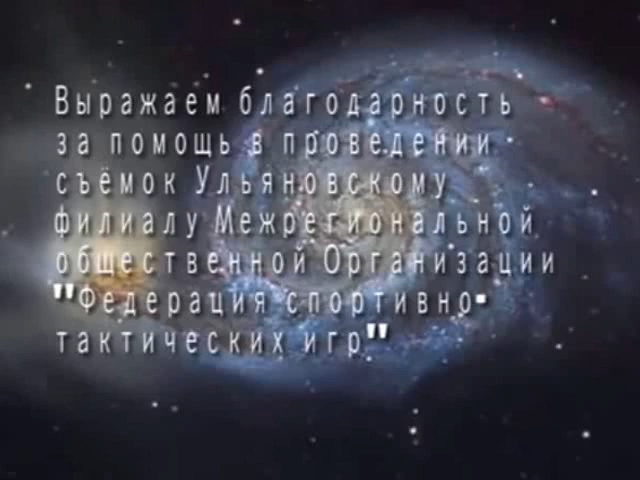 Выражаем благодарность
за помощь в проведении
съёмок Ульяновскому
филиалу Межрегиональной
общественной Организации
"Федерация спортивно-
тактических игр"